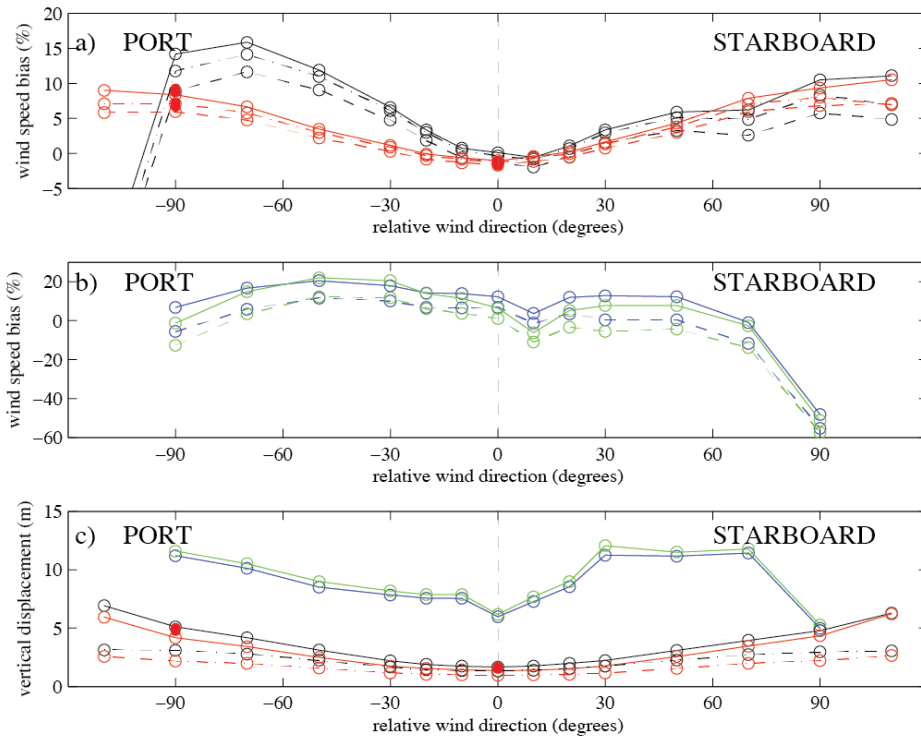 20
15
10
5
0
−5
wind speed bias (%)
a) PORT STARBOARD
−90 −60 −30 0 30 60 90
relative wind direction (degrees)
20
0
−20
−40
−60
wind speed bias (%)
b) PORT STARBOARD
−90 −60 −30 0 30 60 90
relative wind direction (degrees)
15
10
5
0
vertical displacement (m)
c) PORT STARBOARD
−90 −60 −30 0 30 60 90
relative wind direction (degrees)